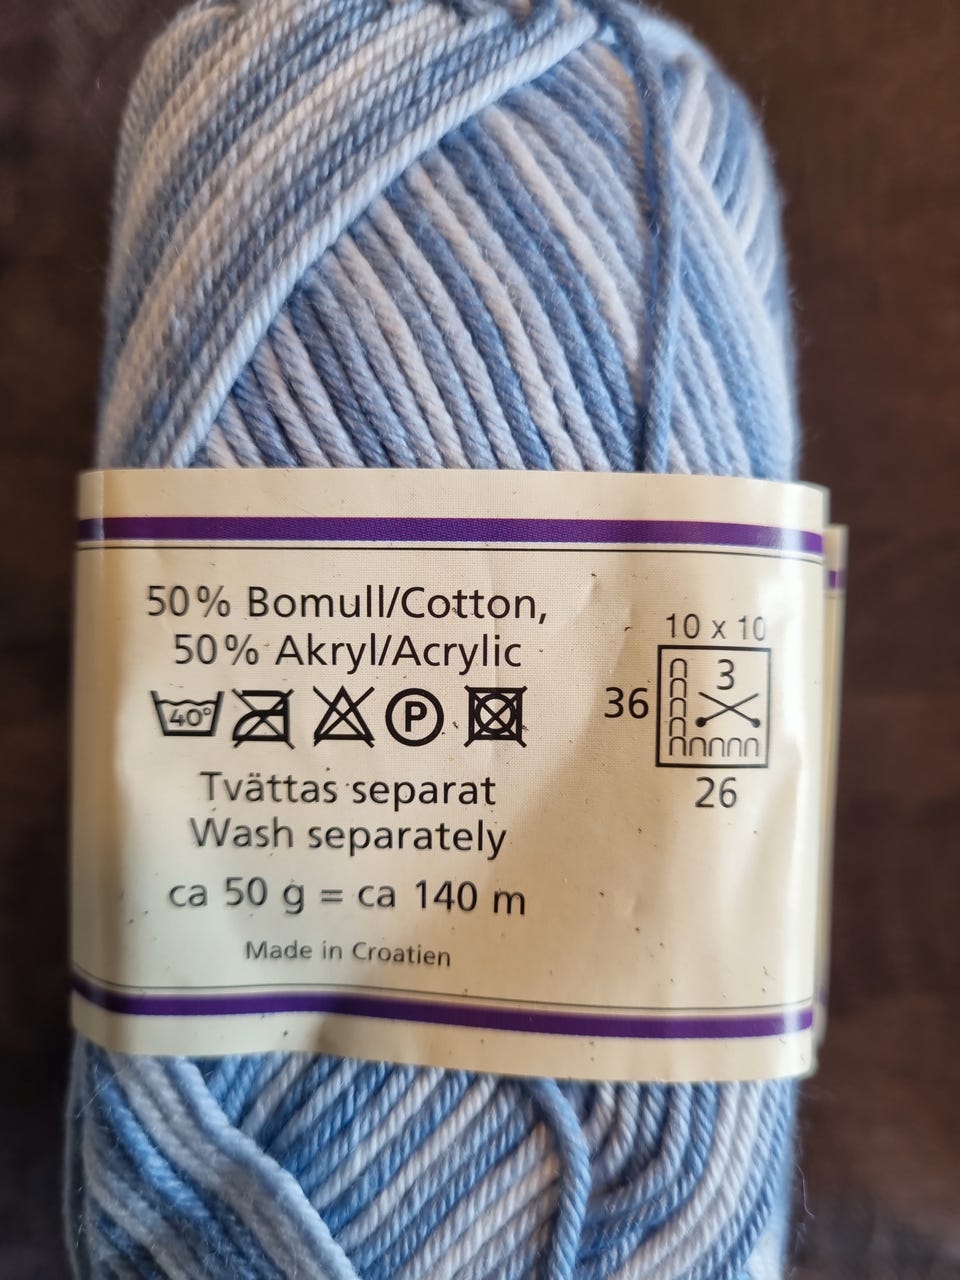 50% Bomull/Cotton,
50% Akryl/Acrylic
40°
P
Tvättas separat
Wash separately
ca 50 g = ca 140 m
Made in Croatien
10 x 10
3
36
26